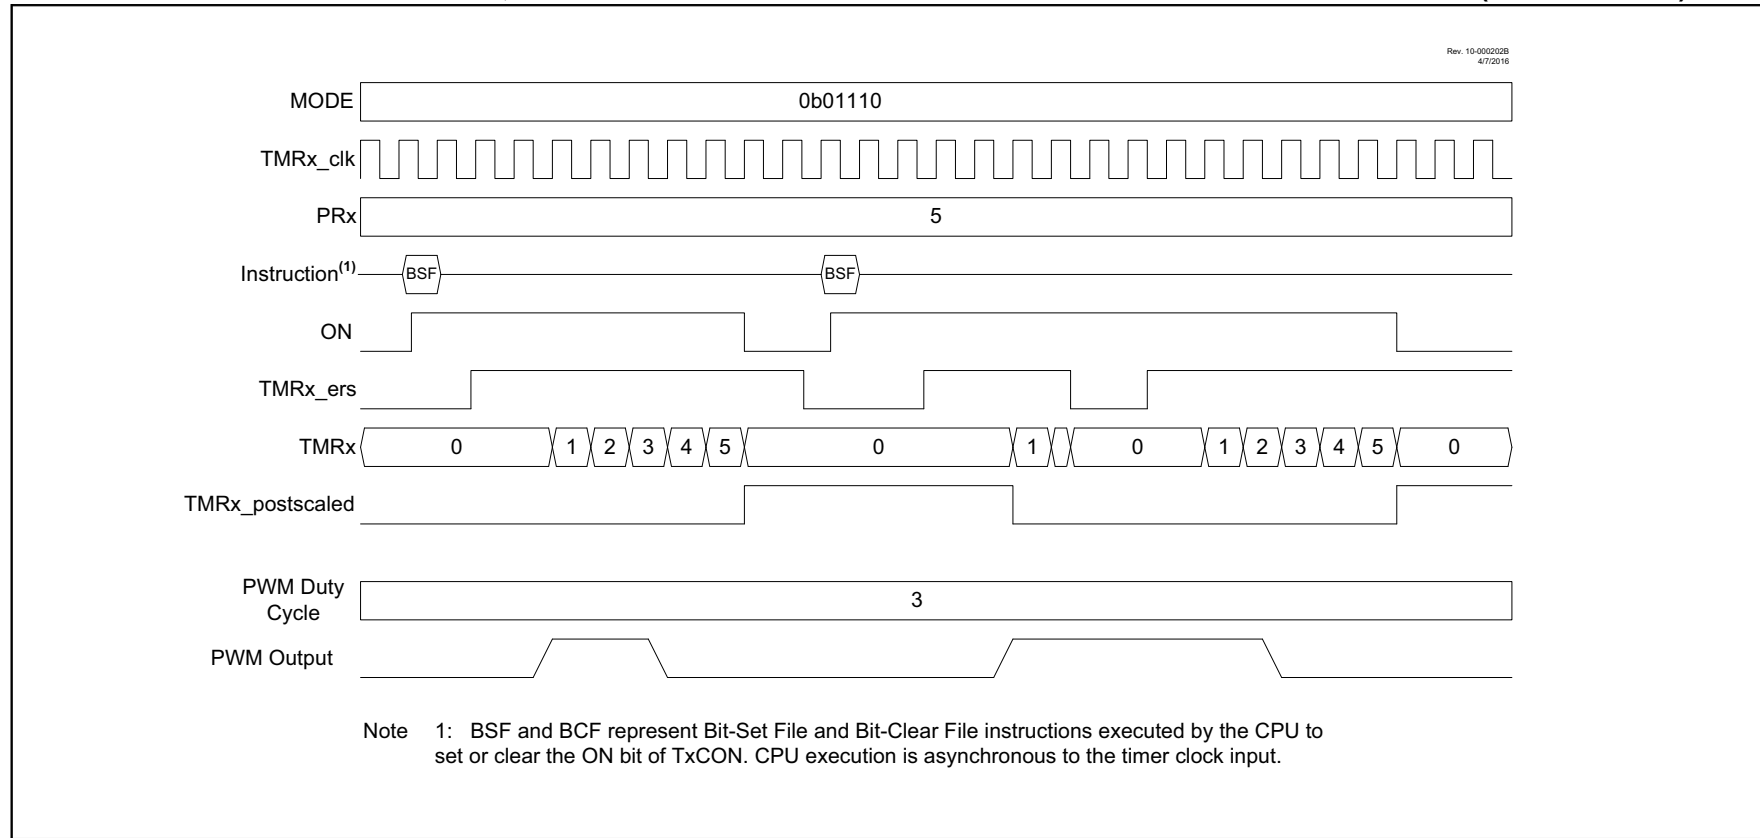 Rev. 10-000202B
4/7/2016
MODE 0b01110
TMRx_clk
PRx 5
Instruction(1) BSF BSF
ON
TMRx_ers
TMRx 0 1 2 3 4 5 0 1 0 1 2 3 4 5 0
TMRx_postscaled
PWM Duty
Cycle 3
PWM Output
Note 1: BSF and BCF represent Bit-Set File and Bit-Clear File instructions executed by the CPU to
set or clear the ON bit of TxCON. CPU execution is asynchronous to the timer clock input.